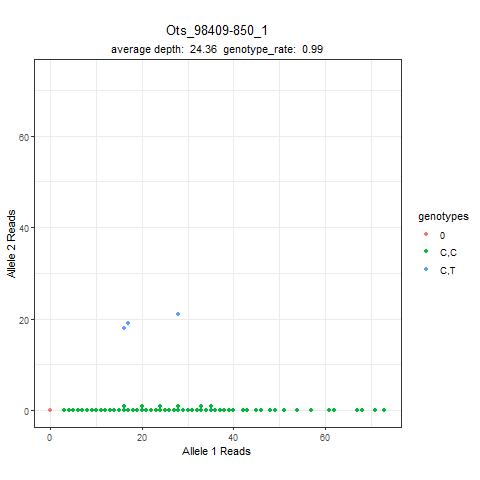 Ots_98409-850_1
average depth: 24.36 genotype_rate: 0.99
60
40
20
0
Allele 2 Reads
0 20 40 60
Allele 1 Reads
genotypes
0
C,C
C,T